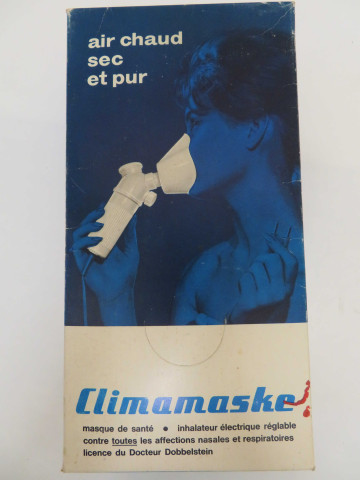 air chaud
sec
et pur
Climamaske
masque de santé • inhalateur électrique réglable
contre toutes les affections nasales et respiratoires
licence du Docteur Dobbelstein